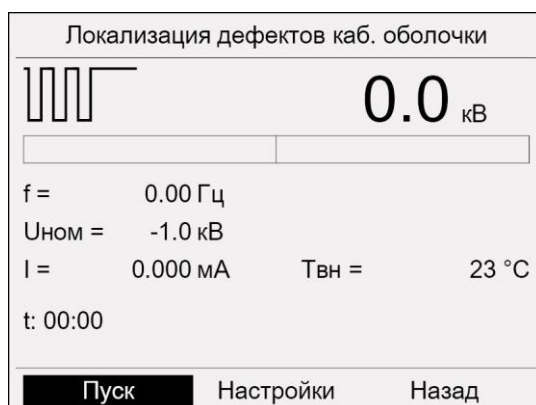 Локализация дефектов каб. оболочки
0.0 кВ
f = 0.00 Гц
Uном = -1.0 кВ
I = 0.000 мА Tвн = 23 °C
t: 00:00
Пуск Настройки Назад